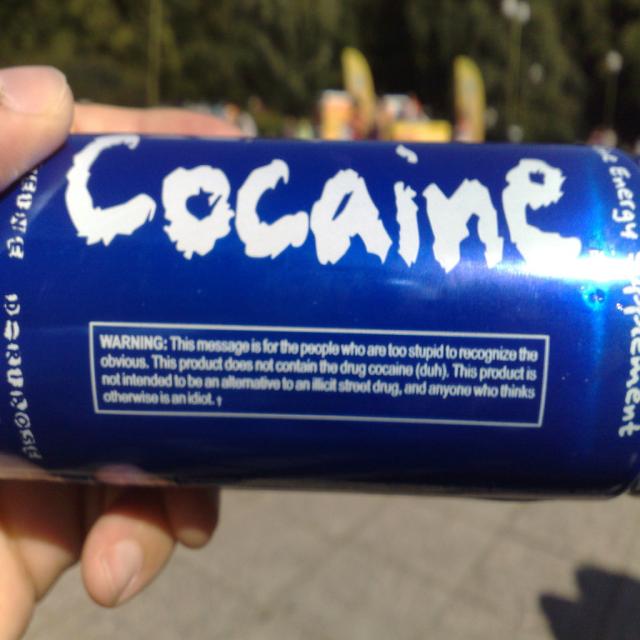 Cocaine
WARNING: This message is for the people who are too stupid to recognize the
obvious. This product does not contain the drug cocaine (duh). This product is
not intended to be an alternative to an illicit street drug, and anyone who thinks
otherwise is an idiot. †
Energy Supplement